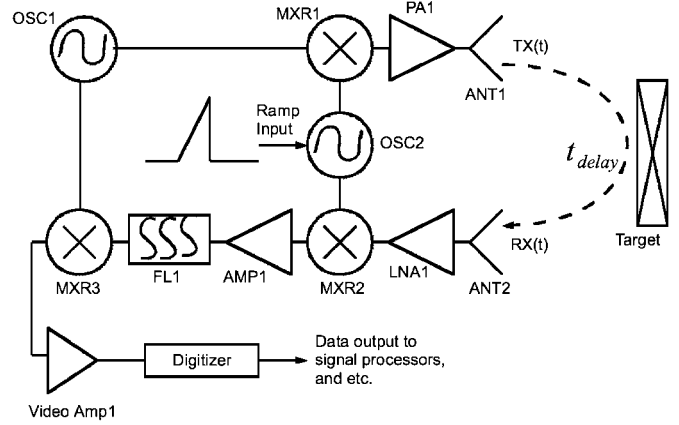 OSC1
MXR1
PA1
TX(t)
ANT1
Ramp
Input
OSC2
t delay
RX(t)
Target
MXR3
FL1
AMP1
MXR2
LNA1
ANT2
Digitizer
Data output to
signal processors,
and etc.
Video Amp1